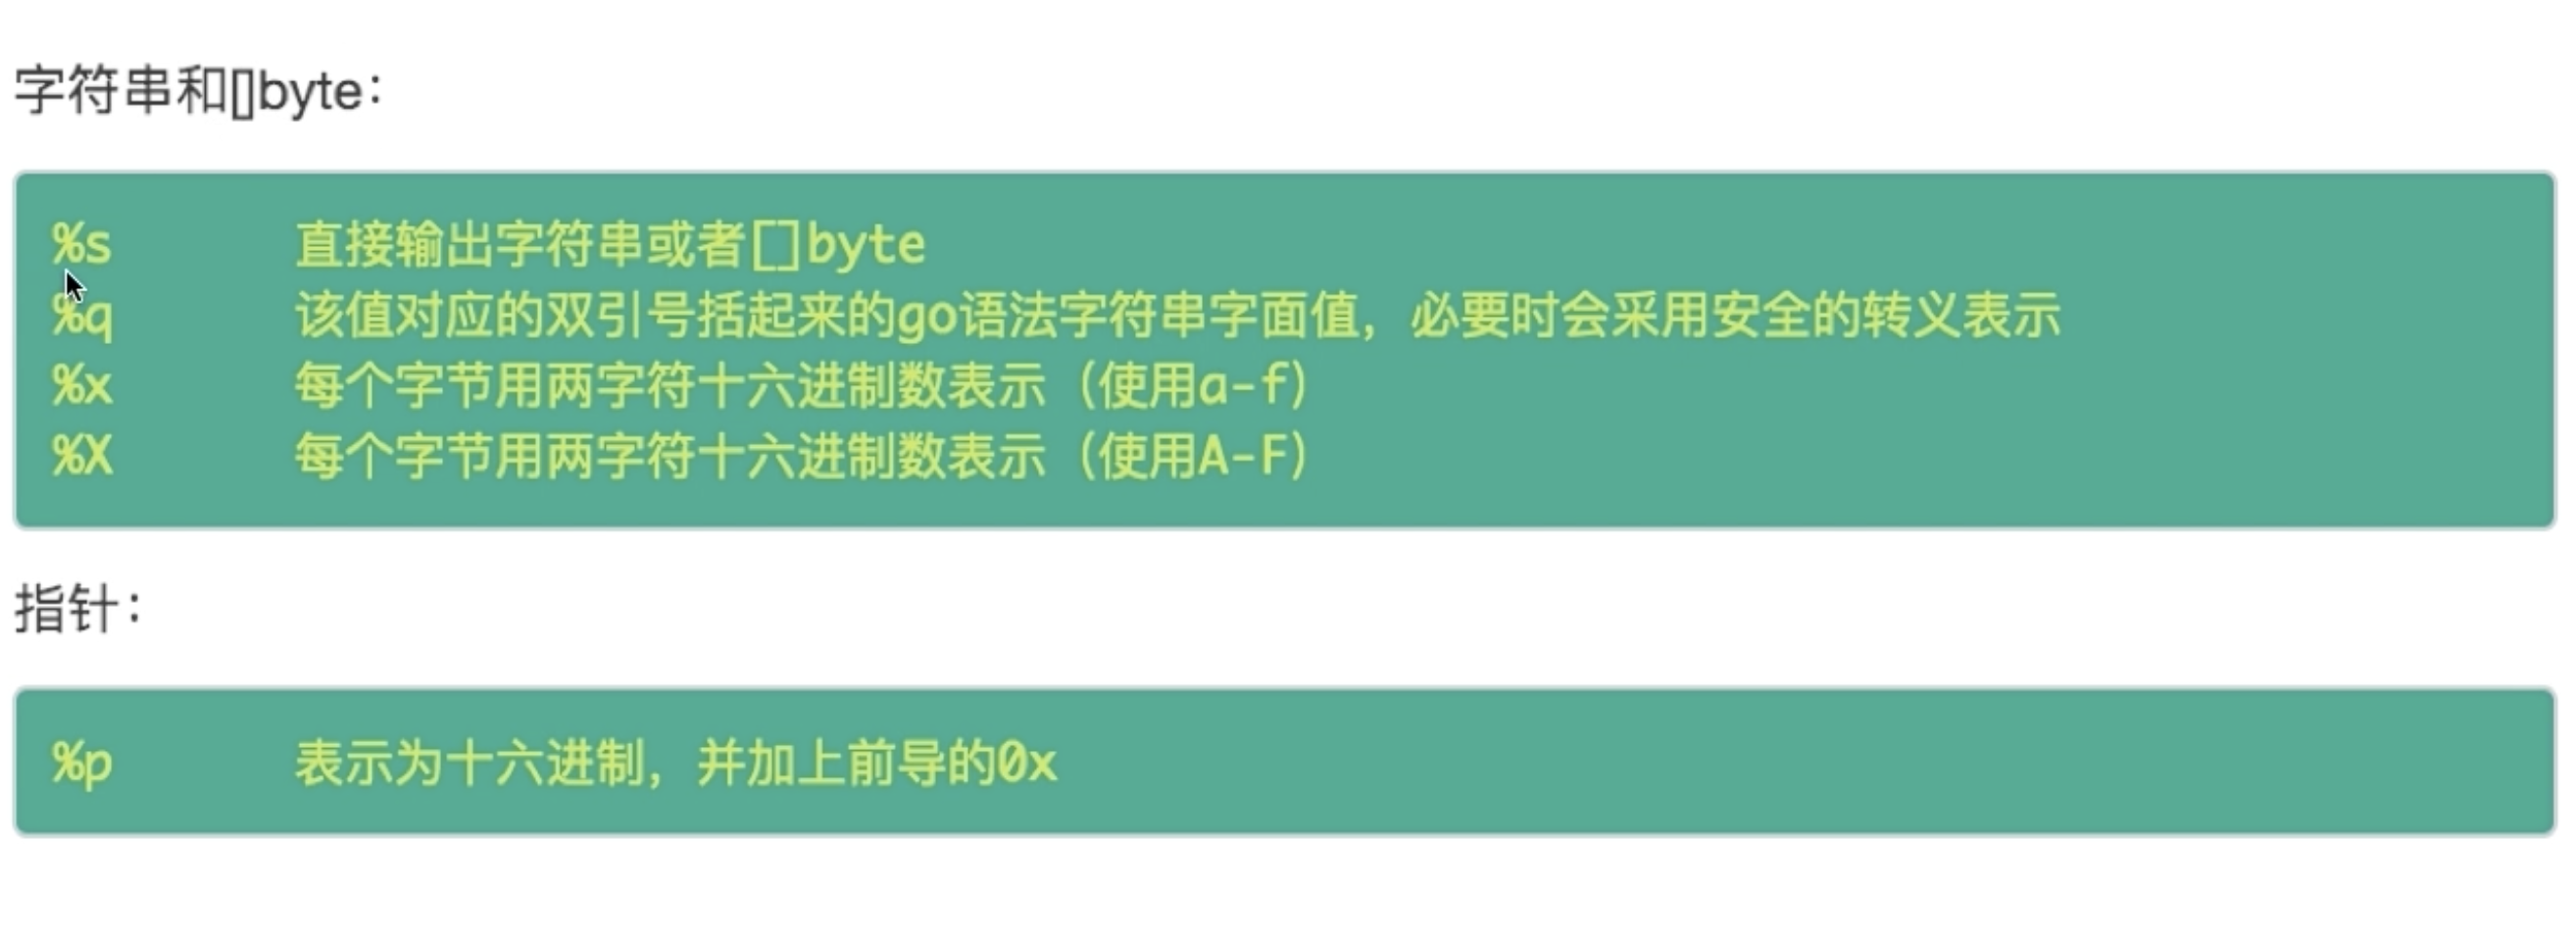 字符串和[]byte：
%s 直接输出字符串或者[]byte
%q 该值对应的双引号括起来的go语法字符串字面值，必要时会采用安全的转义表示
%x 每个字节用两字符十六进制数表示（使用a-f）
%X 每个字节用两字符十六进制数表示（使用A-F）
指针：
%p 表示为十六进制，并加上前导的0x